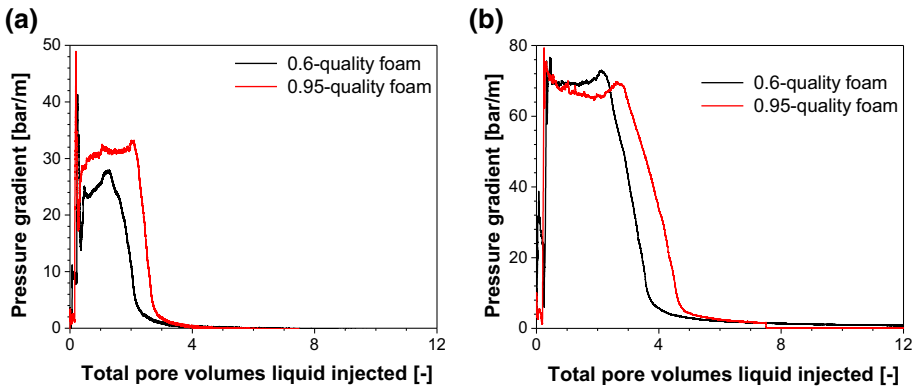 (a)
50
40
30
20
10
0
0
4
8
12
Pressure gradient [bar/m]
Total pore volumes liquid injected [-]
0.6-quality foam
0.95-quality foam
(b)
80
60
40
20
0
0
4
8
12
Pressure gradient [bar/m]
Total pore volumes liquid injected [-]
0.6-quality foam
0.95-quality foam